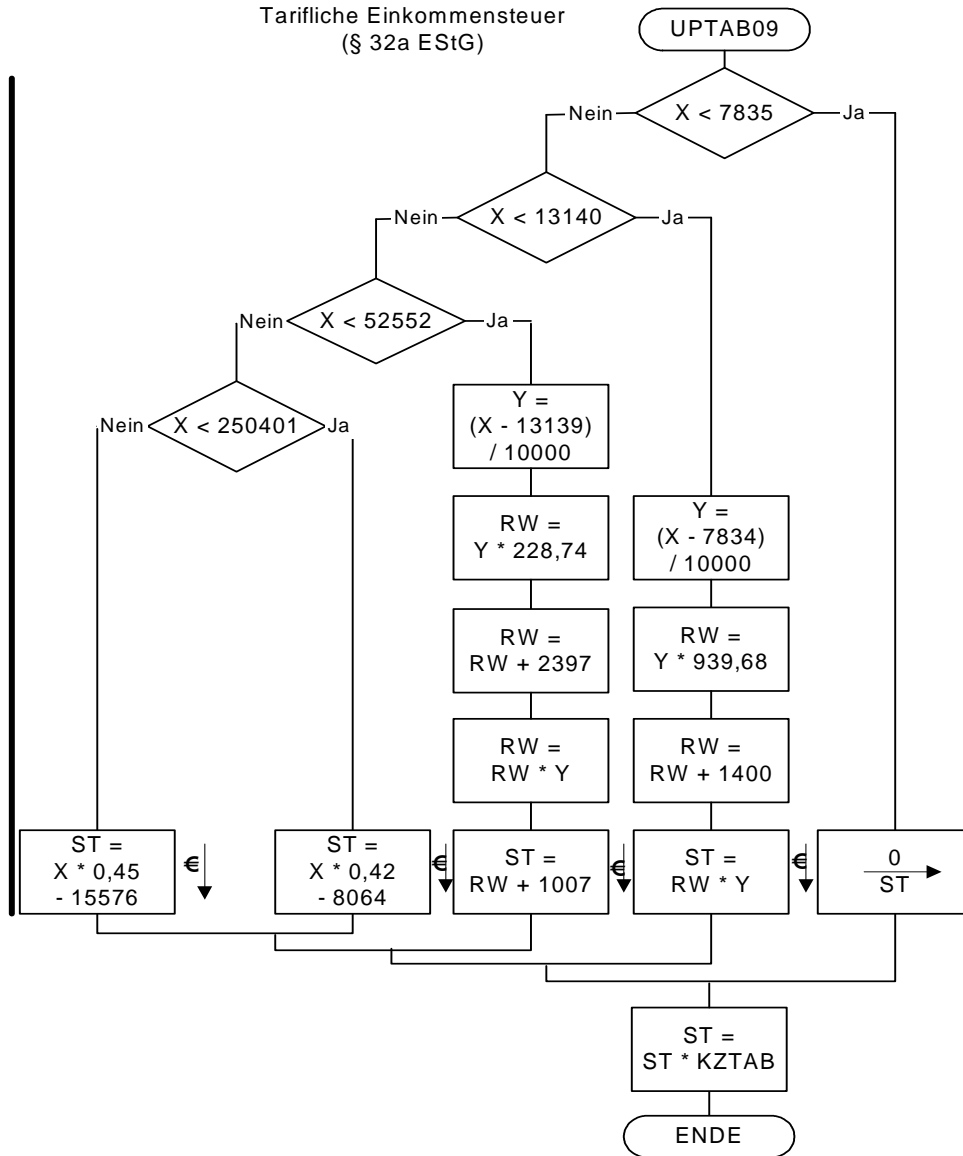 Tarifliche Einkommensteuer
(§ 32a EStG)
UPTAB09
X < 7835
Nein
Ja
X < 13140
Nein
Ja
X < 52552
Nein
Ja
X < 250401
Nein
Ja
Y =
(X - 13139)
/ 10000
RW =
Y * 228,74
RW =
RW + 2397
RW =
RW * Y
Y =
(X - 7834)
/ 10000
RW =
Y * 939,68
RW =
RW + 1400
ST =
X * 0,45
- 15576
€
ST =
X * 0,42
- 8064
€
ST =
RW + 1007
€
ST =
RW * Y
€
0
ST
ST =
ST * KZTAB
ENDE